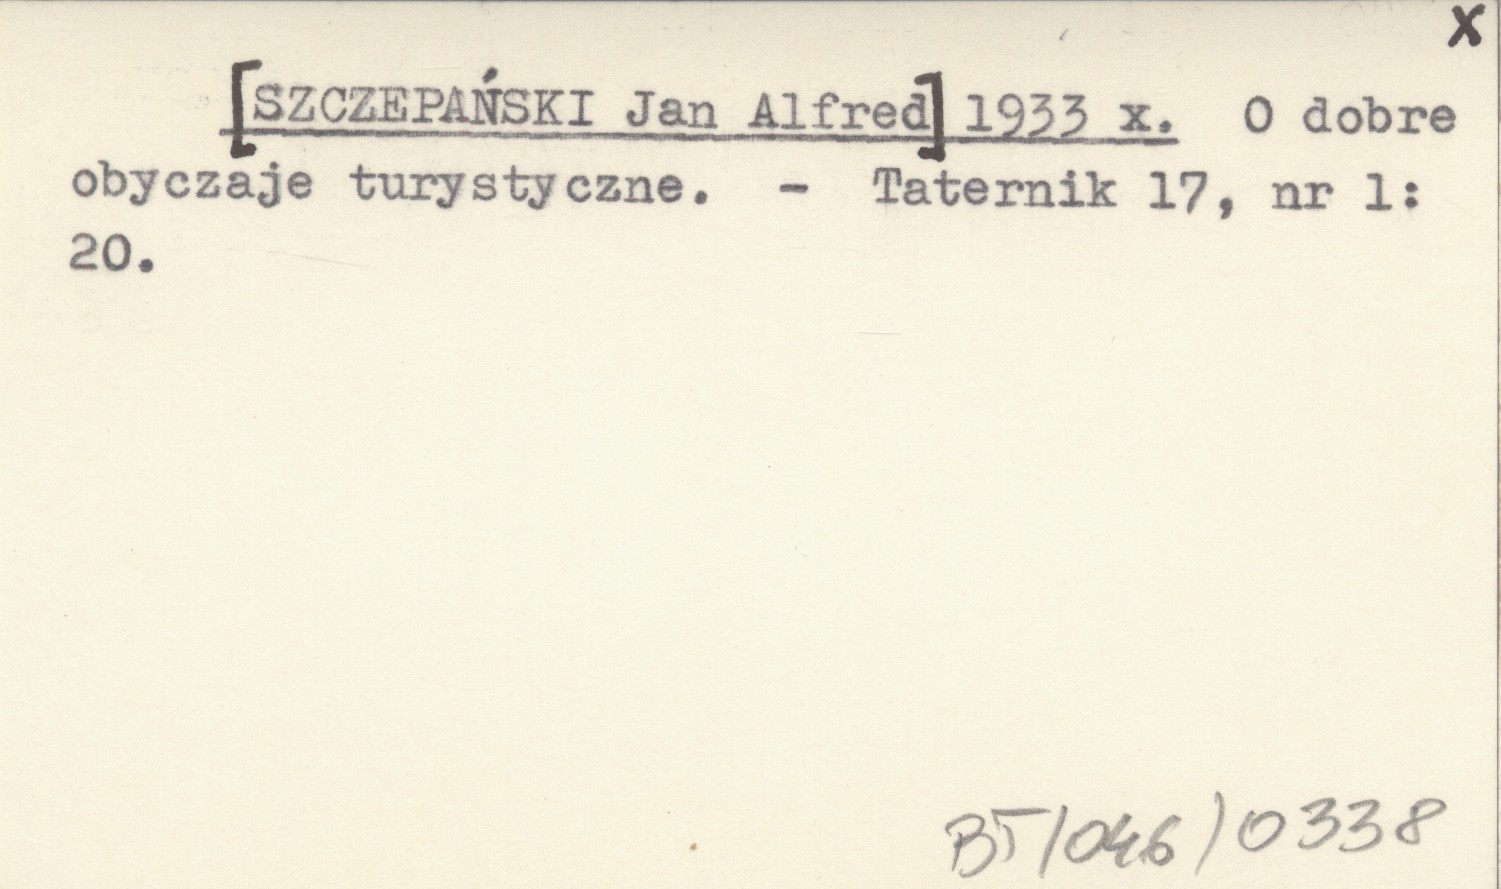 x
[SZCZEPAŃSKI Jan Alfred] 1933 x. O dobre
obyczaje turystyczne. - Taternik 17, nr 1:
20.
BT/046/0338